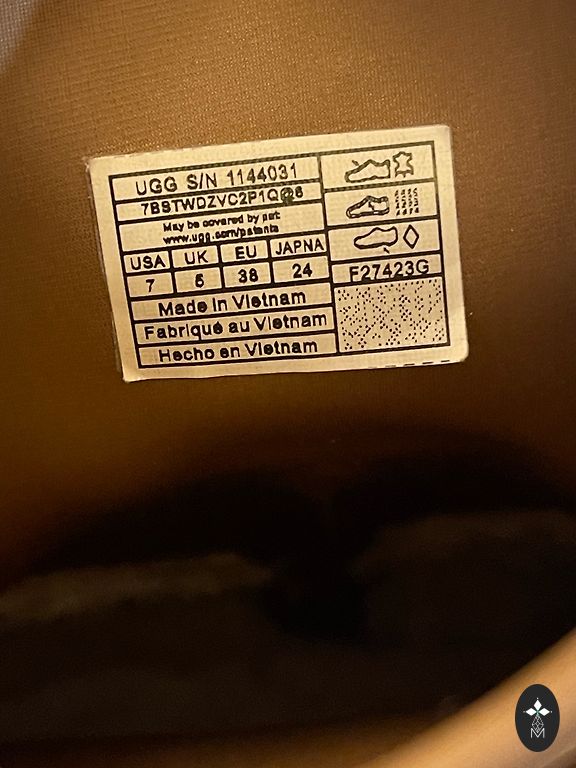 UGG S/N 1144031
7BSTWDZVC2P1Q@6
May be covered by pat:
www.ugg.com/patents
USA UK EU JAPNA
7 5 38 24
Made in Vietnam
Fabriqué au Vietnam
Hecho en Vietnam
F27423G
M